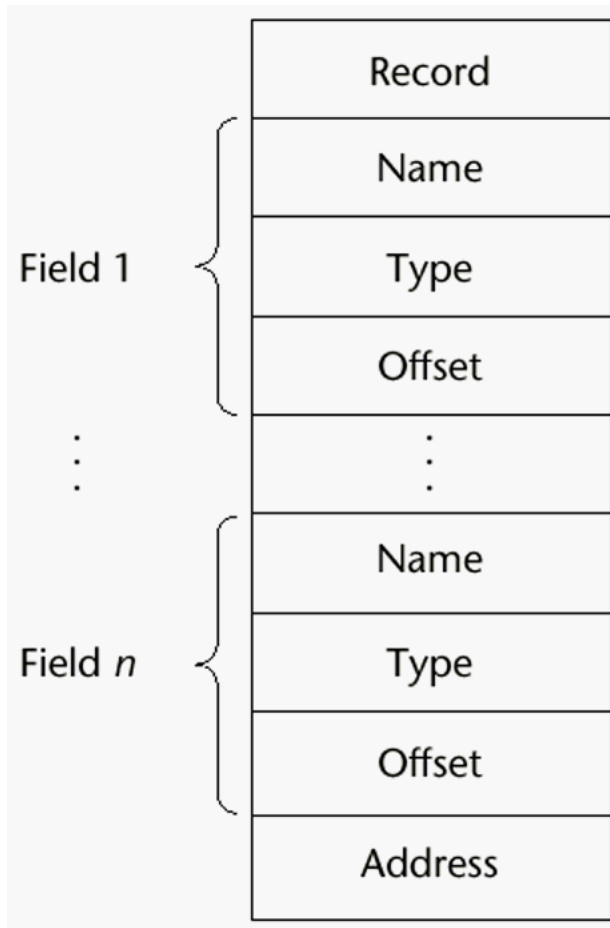 Record
Name
Field 1
Type
Offset
Name
Field n
Type
Offset
Address